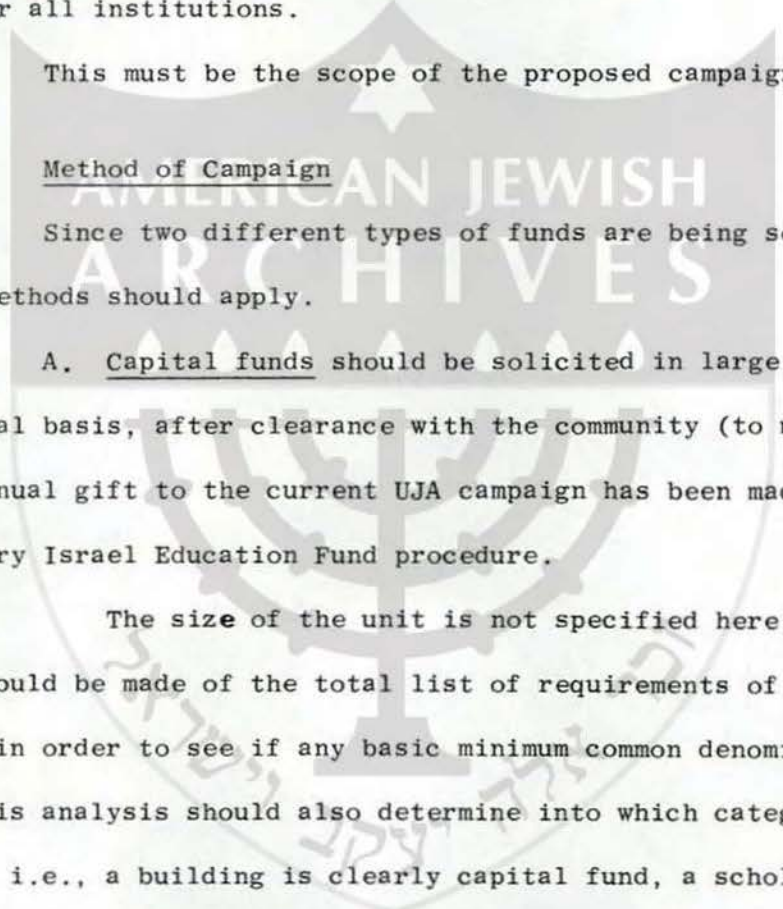 r all institutions.
This must be the scope of the proposed campaig
Method of Campaign
AMERICAN JEWISH
Since two different types of funds are being s
ARCHIVES
ethods should apply.
A. Capital funds should be solicited in large
al basis, after clearance with the community (to
nual gift to the current UJA campaign has been mad
ry Israel Education Fund procedure.
The size of the unit is not specified here
ould be made of the total list of requirements of
in order to see if any basic minimum common denom
is analysis should also determine into which categ
i.e., a building is clearly capital fund, a schol
זכר אלה יעקב וישראל